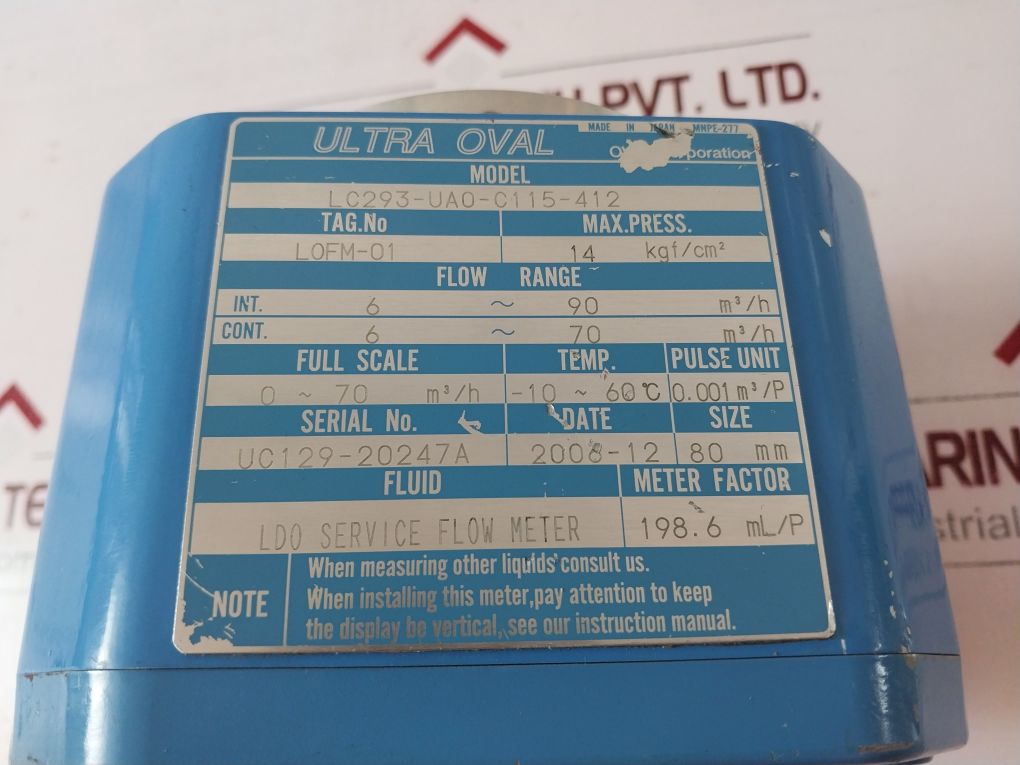 PVT. LTD.
ULTRA OVAL
MADE IN JAPAN MNPE-277
MODEL
LC293-UA0-C115-412
TAG.No MAX.PRESS.
LOFM-01 14 kgf/cm²
FLOW RANGE
INT. 6 ~ 90 m³/h
CONT. 6 ~ 70 m³/h
FULL SCALE TEMP. PULSE UNIT
0 ~ 70 m³/h -10 ~ 60℃ 0.001 m³/P
SERIAL No. DATE SIZE
UC129-20247A 2008-12 80 mm
FLUID METER FACTOR
LDO SERVICE FLOW METER 198.6 mL/P
NOTE
When measuring other liquids consult us.
When installing this meter,pay attention to keep
the display be vertical, see our instruction manual.